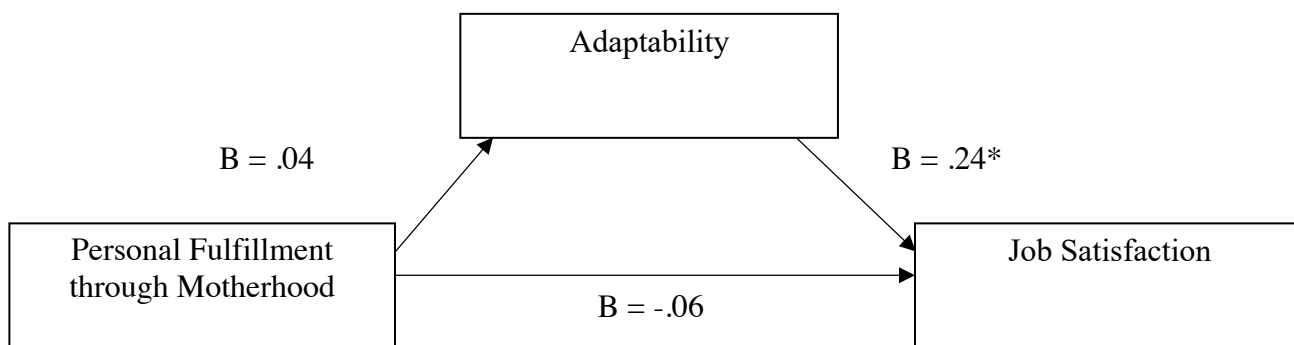 Adaptability
B = .04
B = .24*
Personal Fulfillment
through Motherhood
Job Satisfaction
B = -.06